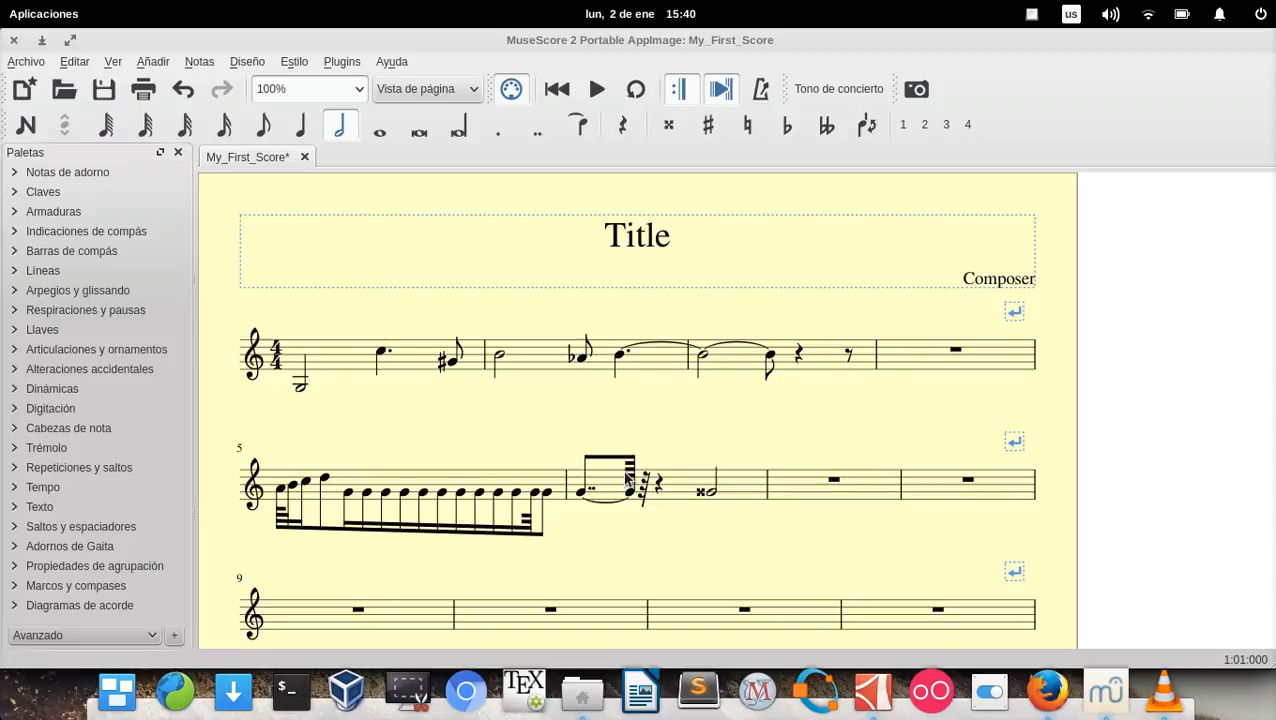 Aplicaciones
lun, 2 de ene 15:40
us
MuseScore 2 Portable AppImage: My_First_Score
Archivo Editar Ver Añadir Notas Diseño Estilo Plugins Ayuda
100% Vista de página Tono de concierto
N 1 2 3 4
Paletas
My_First_Score*
Notas de adorno
Claves
Armaduras
Indicaciones de compás
Barras de compás
Líneas
Arpegios y glissando
Respiraciones y pausas
Llaves
Articulaciones y ornamentos
Alteraciones accidentales
Dinámicas
Digitación
Cabezas de nota
Trémolo
Repeticiones y saltos
Tempo
Texto
Saltos y espaciadores
Adornos de Gaita
Propiedades de agrupación
Marcos y compases
Diagramas de acorde
Avanzado +
Title
Composer
4
4
5
9
1:01:000
>_
TEX
S
M
mu